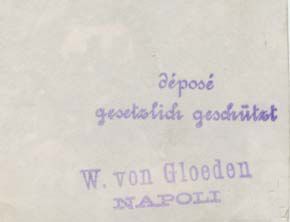 déposé
gesetzlich geschützt
W. von Gloeden
NAPOLI